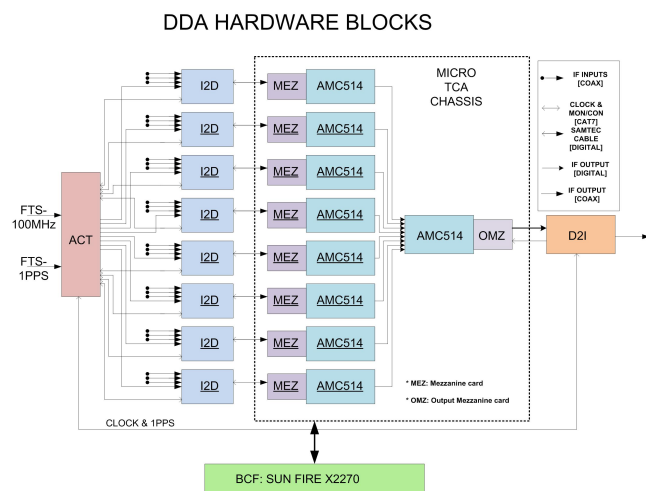 DDA HARDWARE BLOCKS
MICRO
TCA
CHASSIS
I2D
MEZ
AMC514
I2D
MEZ
AMC514
I2D
MEZ
AMC514
I2D
MEZ
AMC514
I2D
MEZ
AMC514
I2D
MEZ
AMC514
I2D
MEZ
AMC514
I2D
MEZ
AMC514
FTS-
100MHz
FTS-
1PPS
ACT
AMC514
OMZ
D2I
IF INPUTS
[COAX]
CLOCK &
MON/CON
[CAT7]
SAMTEC
CABLE
[DIGITAL]
IF OUTPUT
[DIGITAL]
IF OUTPUT
[COAX]
* MEZ: Mezzanine card
* OMZ: Output Mezzanine card
CLOCK & 1PPS
BCF: SUN FIRE X2270